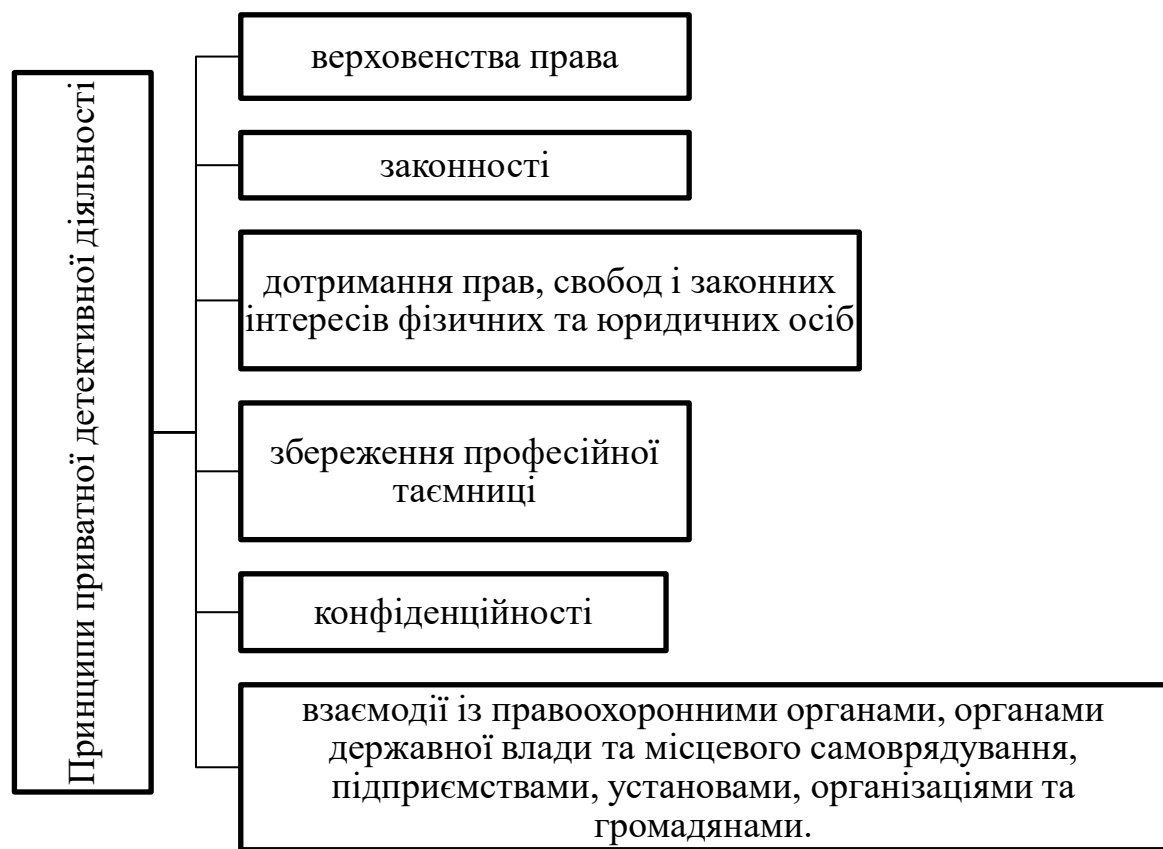 Принципи приватної детективної діяльності
верховенства права
законності
дотримання прав, свобод і законних
інтересів фізичних та юридичних осіб
збереження професійної
таємниці
конфіденційності
взаємодії із правоохоронними органами, органами
державної влади та місцевого самоврядування,
підприємствами, установами, організаціями та
громадянами.